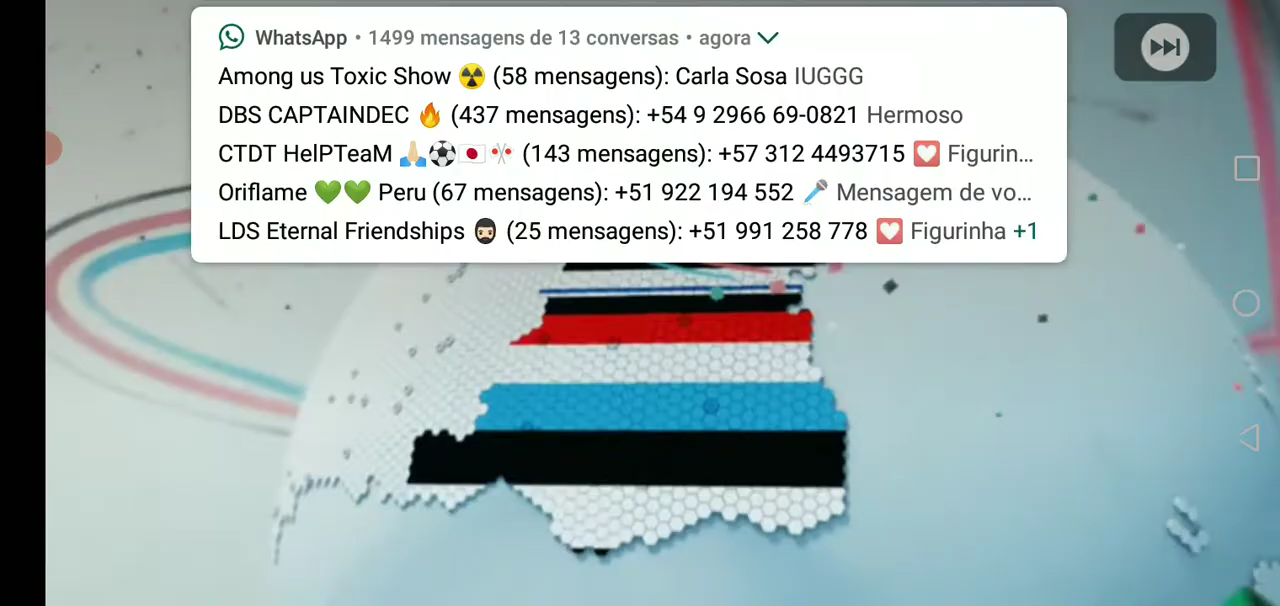 WhatsApp • 1499 mensagens de 13 conversas • agora
Among us Toxic Show ☢️ (58 mensagens): Carla Sosa IUGGG
DBS CAPTAINDEC 🔥 (437 mensagens): +54 9 2966 69-0821 Hermoso
CTDT HelPTeaM 🙏🏼⚽🇯🇵🎌 (143 mensagens): +57 312 4493715 💟 Figurin...
Oriflame 💚💚 Peru (67 mensagens): +51 922 194 552 🎤 Mensagem de vo...
LDS Eternal Friendships 🧔🏻 (25 mensagens): +51 991 258 778 💟 Figurinha +1